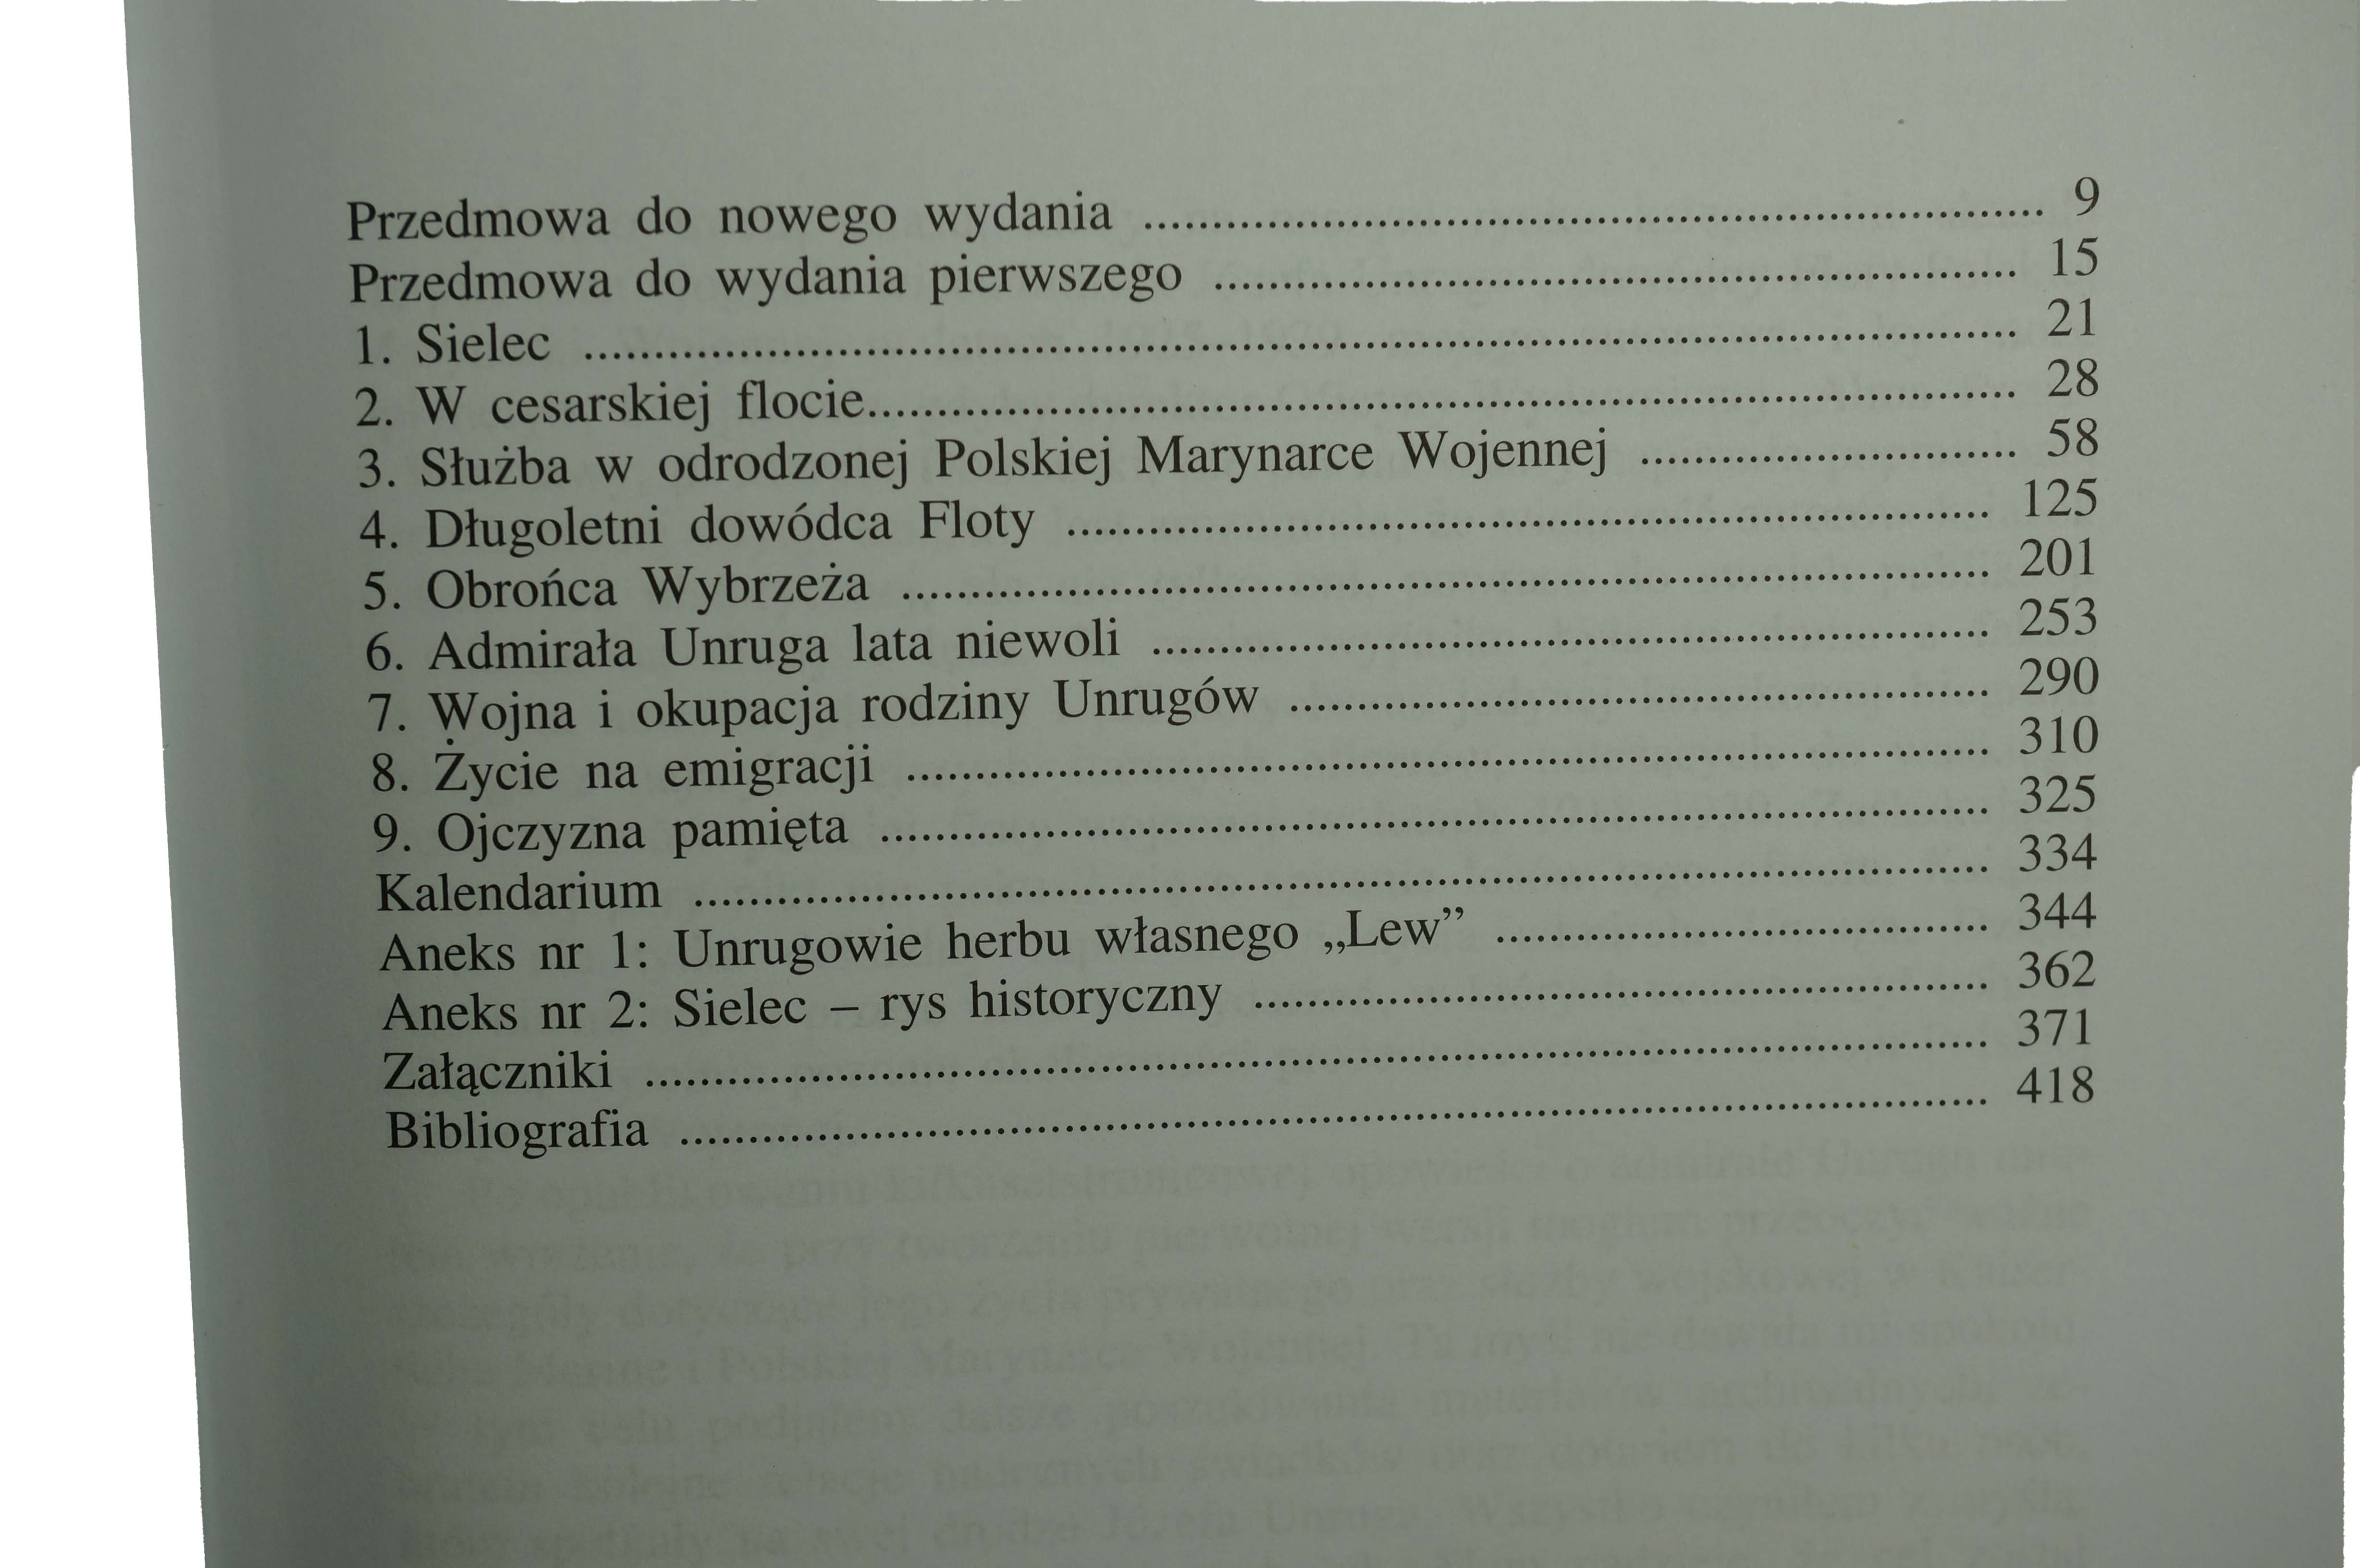 Przedmowa do nowego wydania ........ 9
Przedmowa do wydania pierwszego ........ 15
1. Sielec ........ 21
2. W cesarskiej flocie........ 28
3. Służba w odrodzonej Polskiej Marynarce Wojennej ........ 58
4. Długoletni dowódca Floty ........ 125
5. Obrońca Wybrzeża ........ 201
6. Admirała Unruga lata niewoli ........ 253
7. Wojna i okupacja rodziny Unrugów ........ 290
8. Życie na emigracji ........ 310
9. Ojczyzna pamięta ........ 325
Kalendarium ........ 334
Aneks nr 1: Unrugowie herbu własnego „Lew” ........ 344
Aneks nr 2: Sielec – rys historyczny ........ 362
Załączniki ........ 371
Bibliografia ........ 418